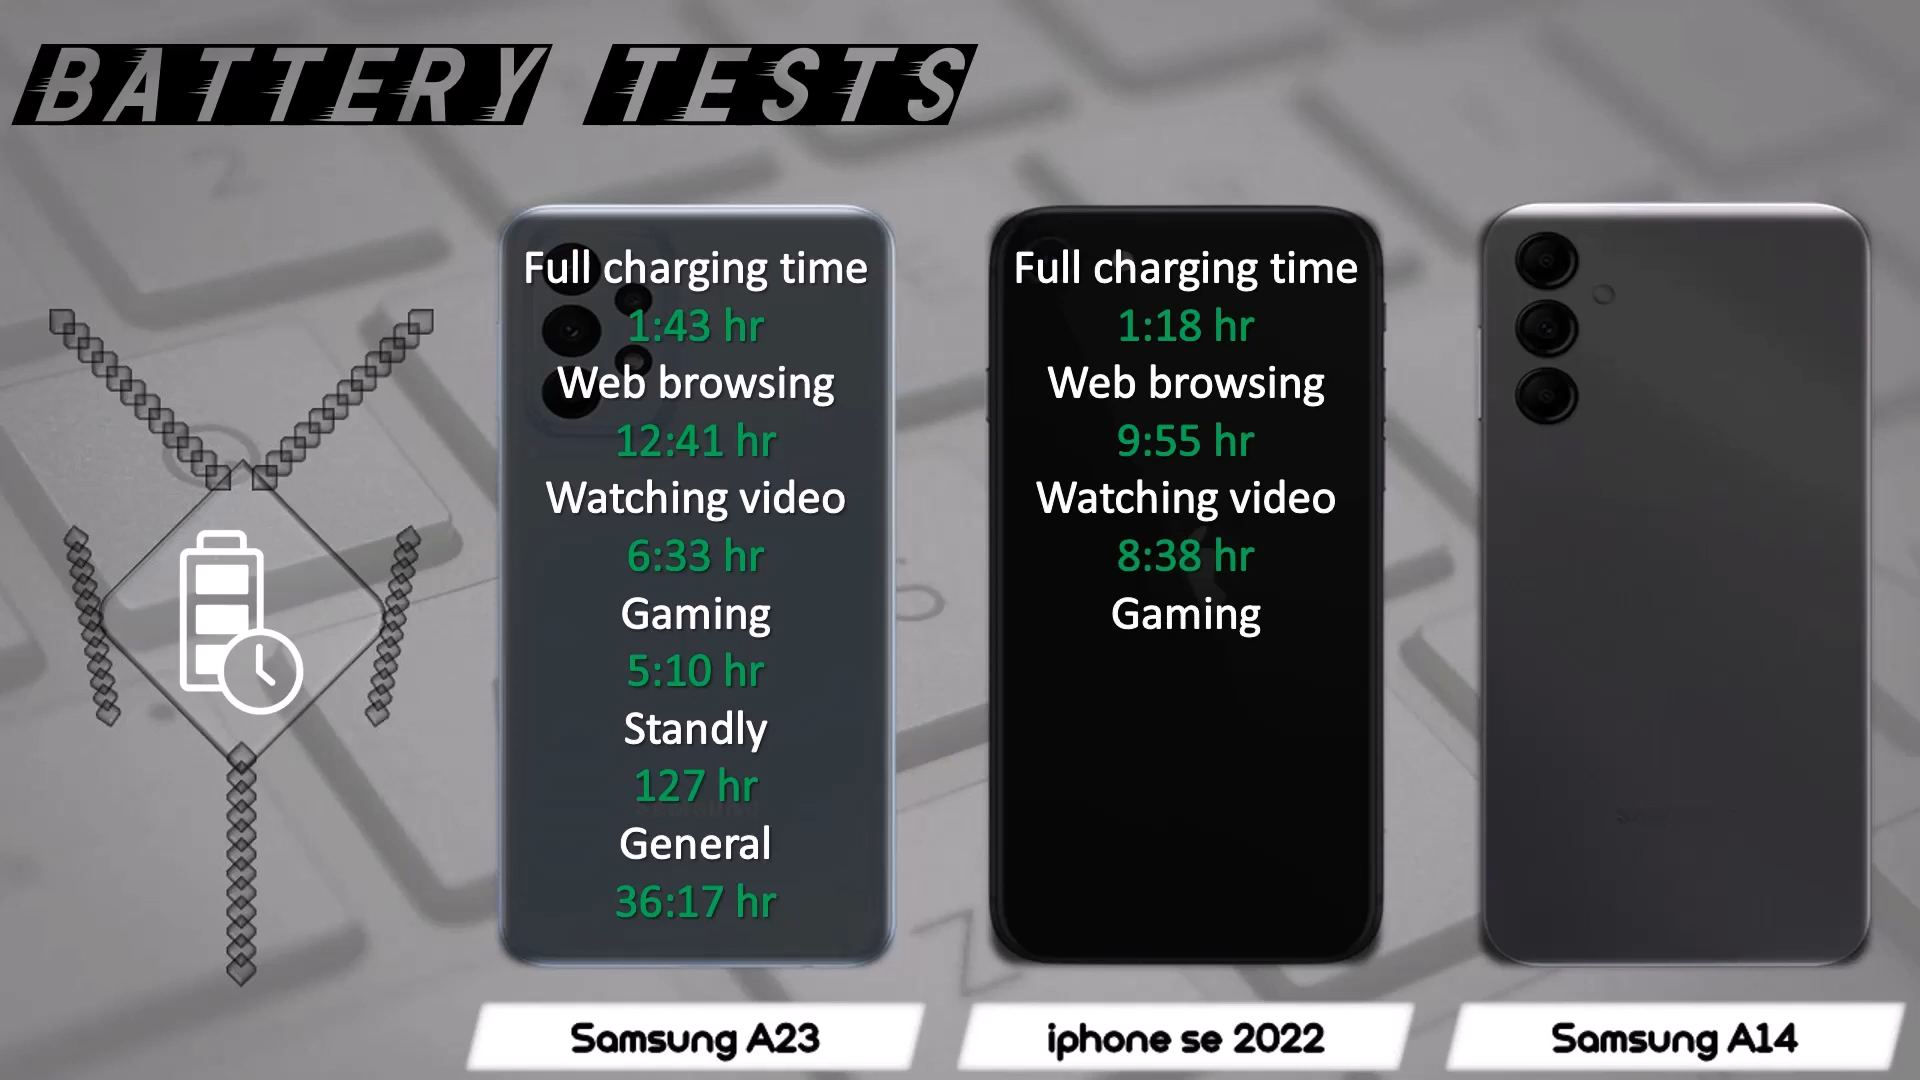 BATTERY TESTS
Full charging time
1:43 hr
Web browsing
12:41 hr
Watching video
6:33 hr
Gaming
5:10 hr
Standly
127 hr
General
36:17 hr
Samsung A23
Full charging time
1:18 hr
Web browsing
9:55 hr
Watching video
8:38 hr
Gaming
iphone se 2022
Samsung A14